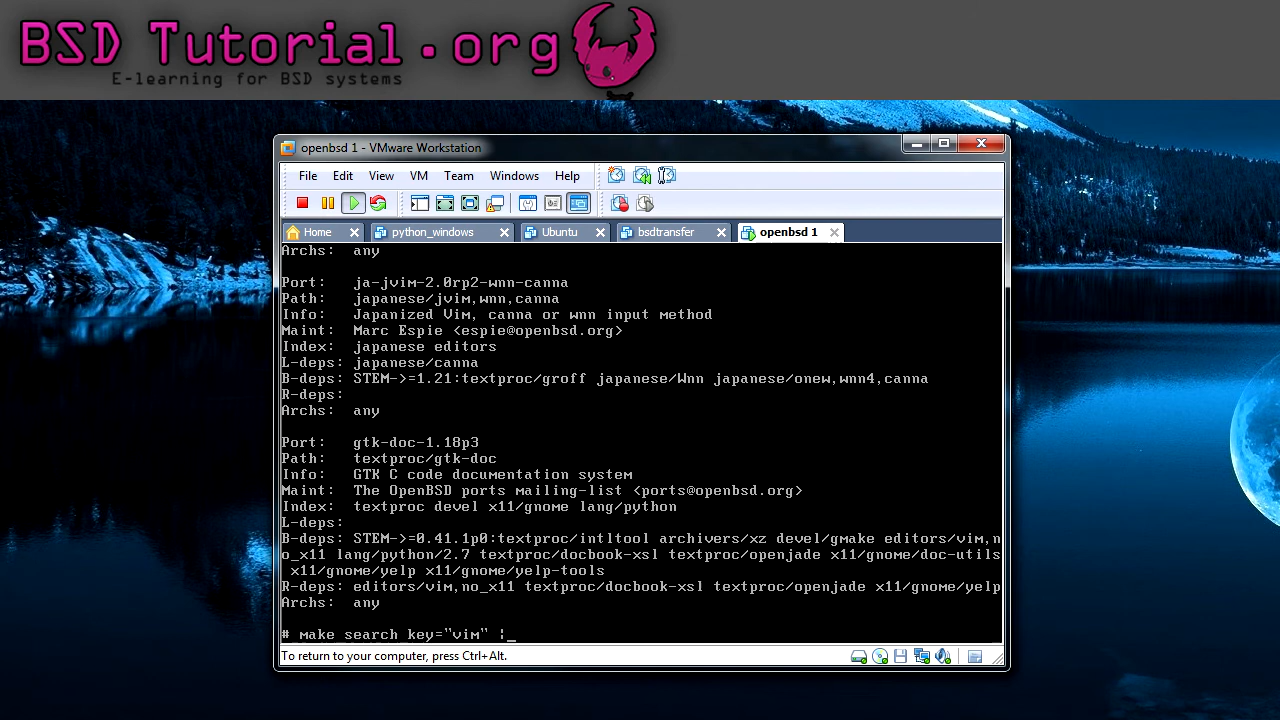 BSD Tutorial.org
E-learning for BSD systems
openbsd 1 - VMware Workstation
File Edit View VM Team Windows Help
Home python_windows Ubuntu bsdtransfer openbsd 1
Archs:  any
Port:   ja-jvim-2.0rp2-wnn-canna
Path:   japanese/jvim,wnn,canna
Info:   Japanized Vim, canna or wnn input method
Maint:  Marc Espie <espie@openbsd.org>
Index:  japanese editors
L-deps: japanese/canna
B-deps: STEM->=1.21:textproc/groff japanese/Wnn japanese/onew,wnn4,canna
R-deps:
Archs:  any
Port:   gtk-doc-1.18p3
Path:   textproc/gtk-doc
Info:   GTK C code documentation system
Maint:  The OpenBSD ports mailing-list <ports@openbsd.org>
Index:  textproc devel x11/gnome lang/python
L-deps:
B-deps: STEM->=0.41.1p0:textproc/intltool archivers/xz devel/gmake editors/vim,n
o_x11 lang/python/2.7 textproc/docbook-xsl textproc/openjade x11/gnome/doc-utils
 x11/gnome/yelp x11/gnome/yelp-tools
R-deps: editors/vim,no_x11 textproc/docbook-xsl textproc/openjade x11/gnome/yelp
Archs:  any
# make search key="vim" ¦_
To return to your computer, press Ctrl+Alt.